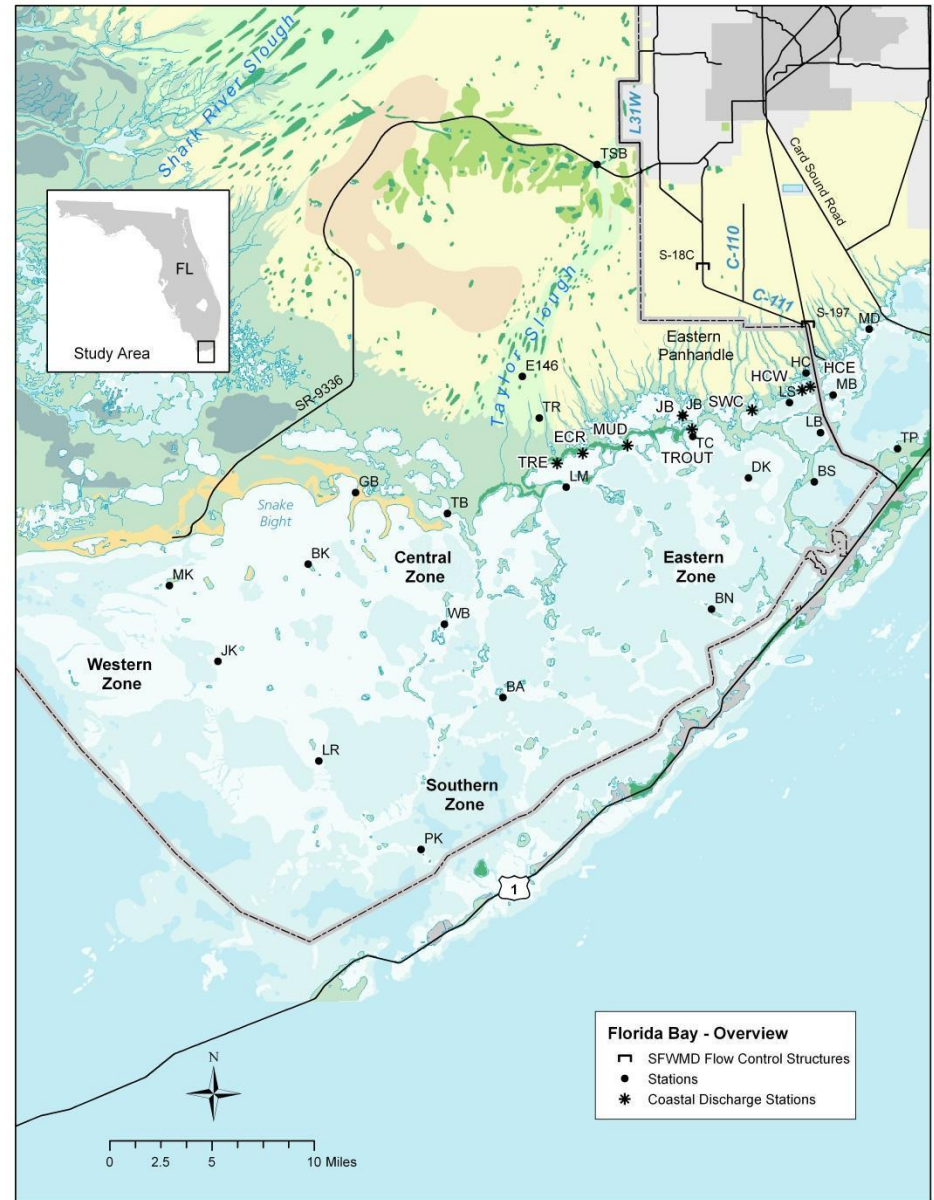 Shark River Slough
L31W
TSB
Card Sound Road
FL
Study Area
S-18C
C-110
C-111
S-197
MD
Taylor Slough
Eastern
Panhandle
E146
HC
HCE
HCW
MB
SR-9336
LS
TR
JB
JB
SWC
MUD
LB
ECR
TC
TROUT
TP
TRE
LM
DK
BS
GB
Snake
Bight
TB
BK
Central
Zone
Eastern
Zone
MK
BN
WB
Western
Zone
JK
BA
LR
Southern
Zone
PK
1
Florida Bay - Overview
SFWMD Flow Control Structures
Stations
Coastal Discharge Stations
N
0 2.5 5 10 Miles